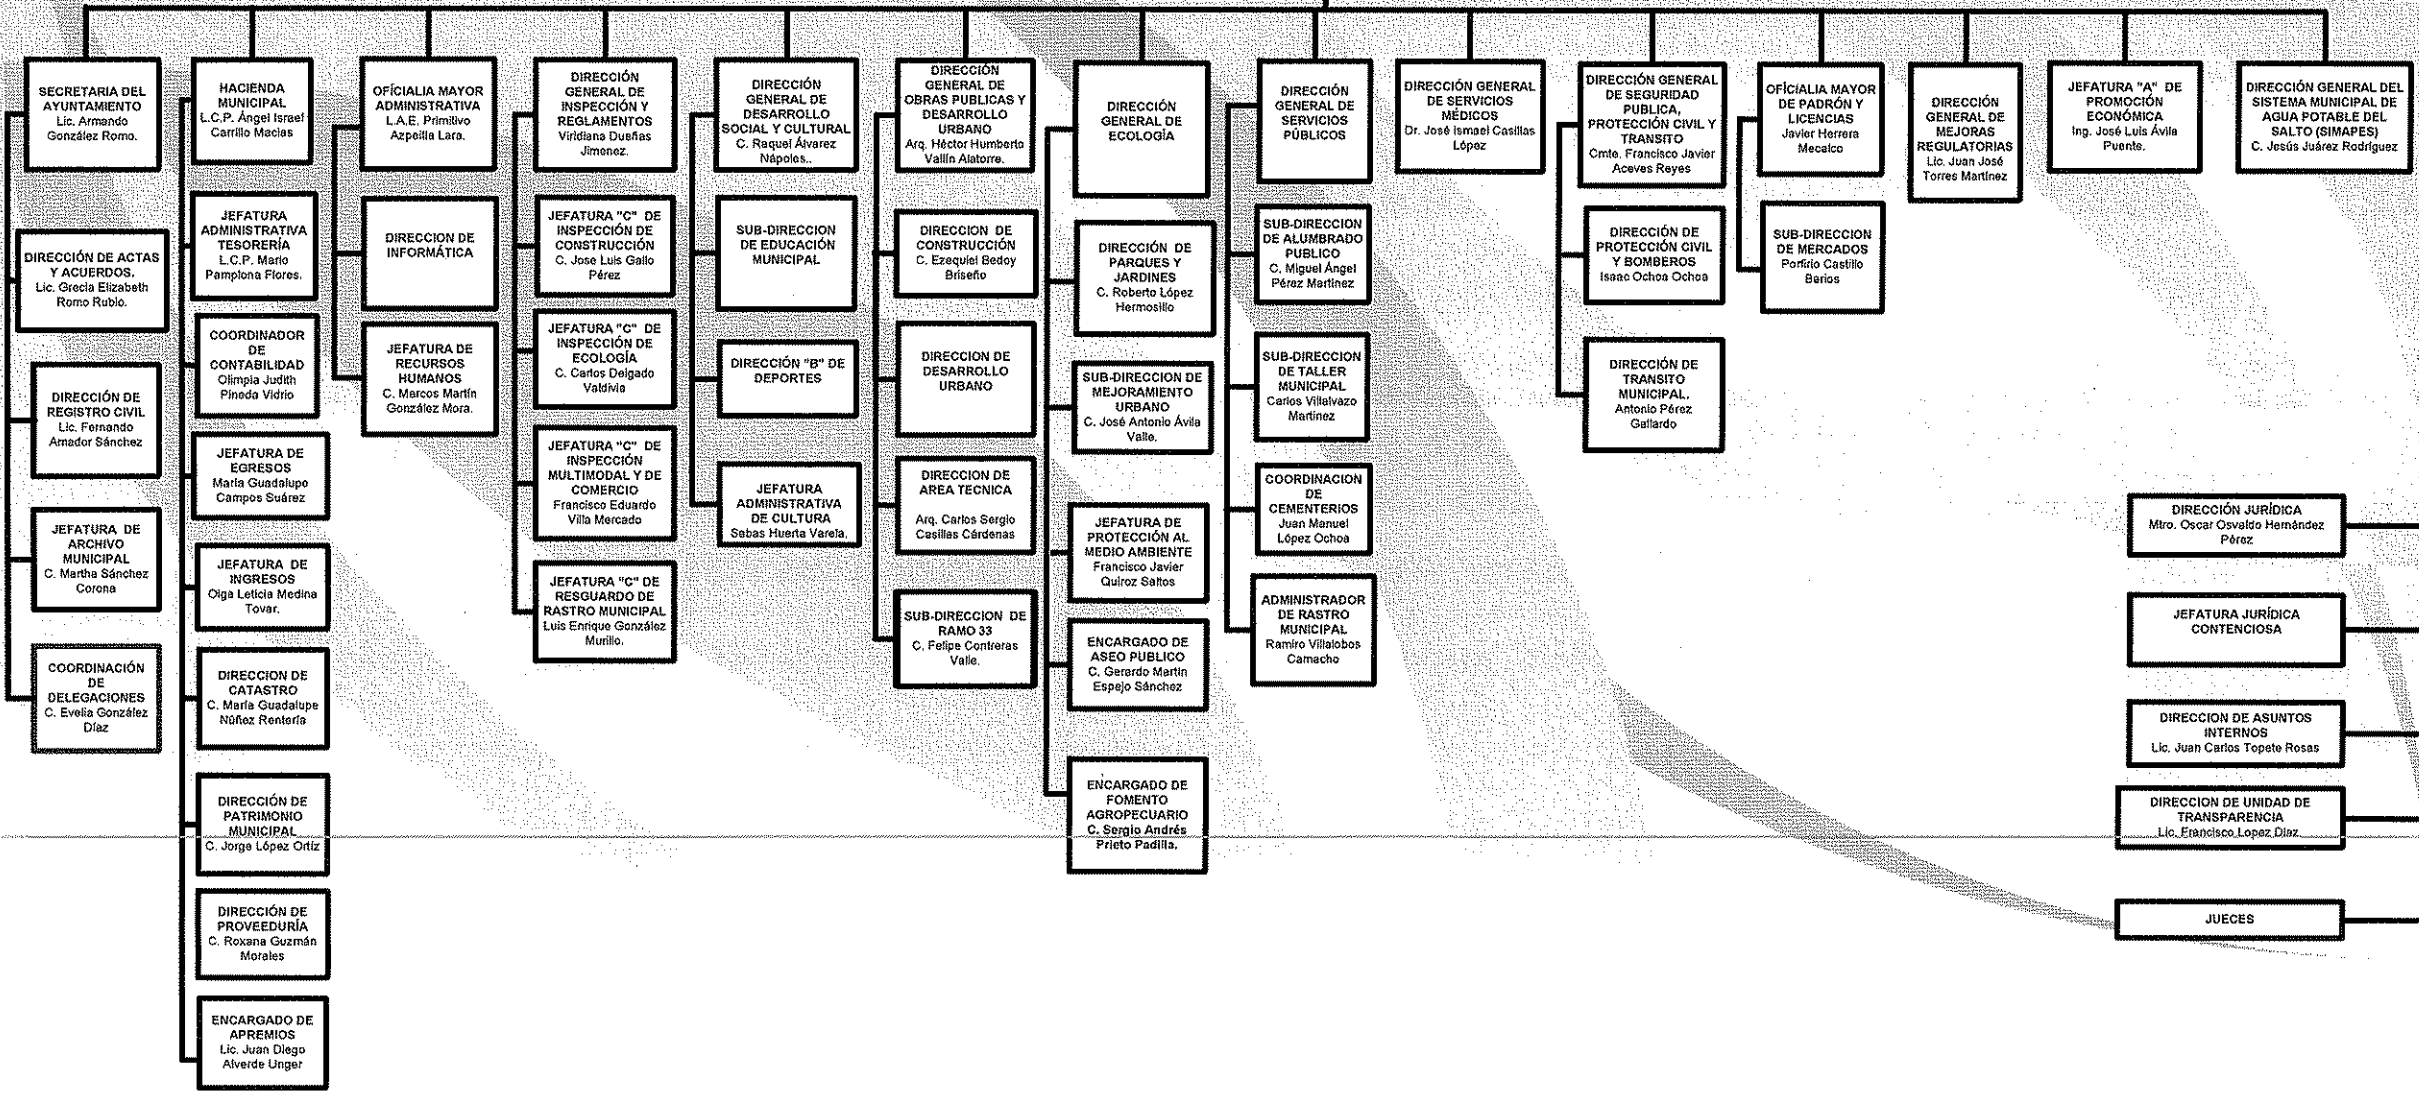 SECRETARIA DEL
AYUNTAMIENTO
Lic. Armando
González Romo.
DIRECCIÓN DE ACTAS
Y ACUERDOS.
Lic. Grecia Elizabeth
Romo Rubio.
DIRECCIÓN DE
REGISTRO CIVIL
Lic. Fernando
Amador Sánchez
JEFATURA DE
ARCHIVO
MUNICIPAL
C. Martha Sánchez
Corona
COORDINACIÓN
DE
DELEGACIONES
C. Evelia González
Díaz
HACIENDA
MUNICIPAL
L.C.P. Ángel Israel
Carrillo Macias
JEFATURA
ADMINISTRATIVA
TESORERÍA
L.C.P. Mario
Pamplona Flores.
COORDINADOR
DE
CONTABILIDAD
Olimpia Judith
Pineda Vidrio
JEFATURA DE
EGRESOS
María Guadalupe
Campos Suárez
JEFATURA DE
INGRESOS
Olga Leticia Medina
Tovar.
DIRECCION DE
CATASTRO
C. María Guadalupe
Núñez Rentería
DIRECCIÓN DE
PATRIMONIO
MUNICIPAL
C. Jorge López Ortíz
DIRECCIÓN DE
PROVEEDURÍA
C. Roxana Guzmán
Morales
ENCARGADO DE
APREMIOS
Lic. Juan Diego
Alverde Unger
OFÍCIALIA MAYOR
ADMINISTRATIVA
L.A.E. Primitivo
Azpeitia Lara.
DIRECCION DE
INFORMÁTICA
JEFATURA DE
RECURSOS
HUMANOS
C. Marcos Martín
González Mora.
DIRECCIÓN
GENERAL DE
INSPECCIÓN Y
REGLAMENTOS
Viridiana Dueñas
Jimenez.
JEFATURA "C" DE
INSPECCIÓN DE
CONSTRUCCIÓN
C. Jose Luis Gallo
Pérez
JEFATURA "C" DE
INSPECCIÓN DE
ECOLOGÍA
C. Carlos Delgado
Valdivia
JEFATURA "C" DE
INSPECCIÓN
MULTIMODAL Y DE
COMERCIO
Francisco Eduardo
Villa Mercado
JEFATURA "C" DE
RESGUARDO DE
RASTRO MUNICIPAL
Luis Enrique González
Murillo.
DIRECCIÓN
GENERAL DE
DESARROLLO
SOCIAL Y CULTURAL
C. Raquel Álvarez
Nápoles..
SUB-DIRECCION
DE EDUCACIÓN
MUNICIPAL
DIRECCIÓN "B" DE
DEPORTES
JEFATURA
ADMINISTRATIVA
DE CULTURA
Sabas Huerta Varela.
DIRECCIÓN
GENERAL DE
OBRAS PUBLICAS Y
DESARROLLO
URBANO
Arq. Héctor Humberto
Vallín Alatorre.
DIRECCION DE
CONSTRUCCIÓN
C. Ezequiel Bedoy
Briseño
DIRECCION DE
DESARROLLO
URBANO
DIRECCION DE
AREA TECNICA
Arq. Carlos Sergio
Casillas Cárdenas
SUB-DIRECCION DE
RAMO 33
C. Felipe Contreras
Valle.
DIRECCIÓN
GENERAL DE
ECOLOGÍA
DIRECCIÓN DE
PARQUES Y
JARDINES
C. Roberto López
Hermosillo
SUB-DIRECCION DE
MEJORAMIENTO
URBANO
C. José Antonio Ávila
Valle.
JEFATURA DE
PROTECCIÓN AL
MEDIO AMBIENTE
Francisco Javier
Quiroz Saltos
ENCARGADO DE
ASEO PUBLICO
C. Gerardo Martin
Espejo Sánchez
ENCARGADO DE
FOMENTO
AGROPECUARIO
C. Sergio Andrés
Prieto Padilla.
DIRECCIÓN
GENERAL DE
SERVICIOS
PÚBLICOS
SUB-DIRECCION
DE ALUMBRADO
PUBLICO
C. Miguel Ángel
Pérez Martínez
SUB-DIRECCION
DE TALLER
MUNICIPAL
Carlos Villalvazo
Martinez
COORDINACION
DE
CEMENTERIOS
Juan Manuel
López Ochoa
ADMINISTRADOR
DE RASTRO
MUNICIPAL
Ramiro Villalobos
Camacho
DIRECCIÓN GENERAL
DE SERVICIOS
MÉDICOS
Dr. José Ismael Casillas
López
DIRECCIÓN GENERAL
DE SEGURIDAD
PUBLICA,
PROTECCIÓN CIVIL Y
TRANSITO
Cmte. Francisco Javier
Aceves Reyes
DIRECCIÓN DE
PROTECCIÓN CIVIL
Y BOMBEROS
Isaac Ochoa Ochoa
DIRECCIÓN DE
TRANSITO
MUNICIPAL.
Antonio Pérez
Gallardo
OFÍCIALIA MAYOR
DE PADRÓN Y
LICENCIAS
Javier Herrera
Mecalco
SUB-DIRECCION
DE MERCADOS
Porfirio Castillo
Barios
DIRECCIÓN
GENERAL DE
MEJORAS
REGULATORIAS
Lic. Juan José
Torres Martínez
JEFATURA "A" DE
PROMOCIÓN
ECONÓMICA
Ing. José Luis Ávila
Puente.
DIRECCIÓN GENERAL DEL
SISTEMA MUNICIPAL DE
AGUA POTABLE DEL
SALTO (SIMAPES)
C. Jesús Juárez Rodríguez
DIRECCIÓN JURÍDICA
Mtro. Oscar Osvaldo Hernández
Pérez
JEFATURA JURÍDICA
CONTENCIOSA
DIRECCION DE ASUNTOS
INTERNOS
Lic. Juan Carlos Topete Rosas
DIRECCION DE UNIDAD DE
TRANSPARENCIA
Lic. Francisco Lopez Díaz.
JUECES